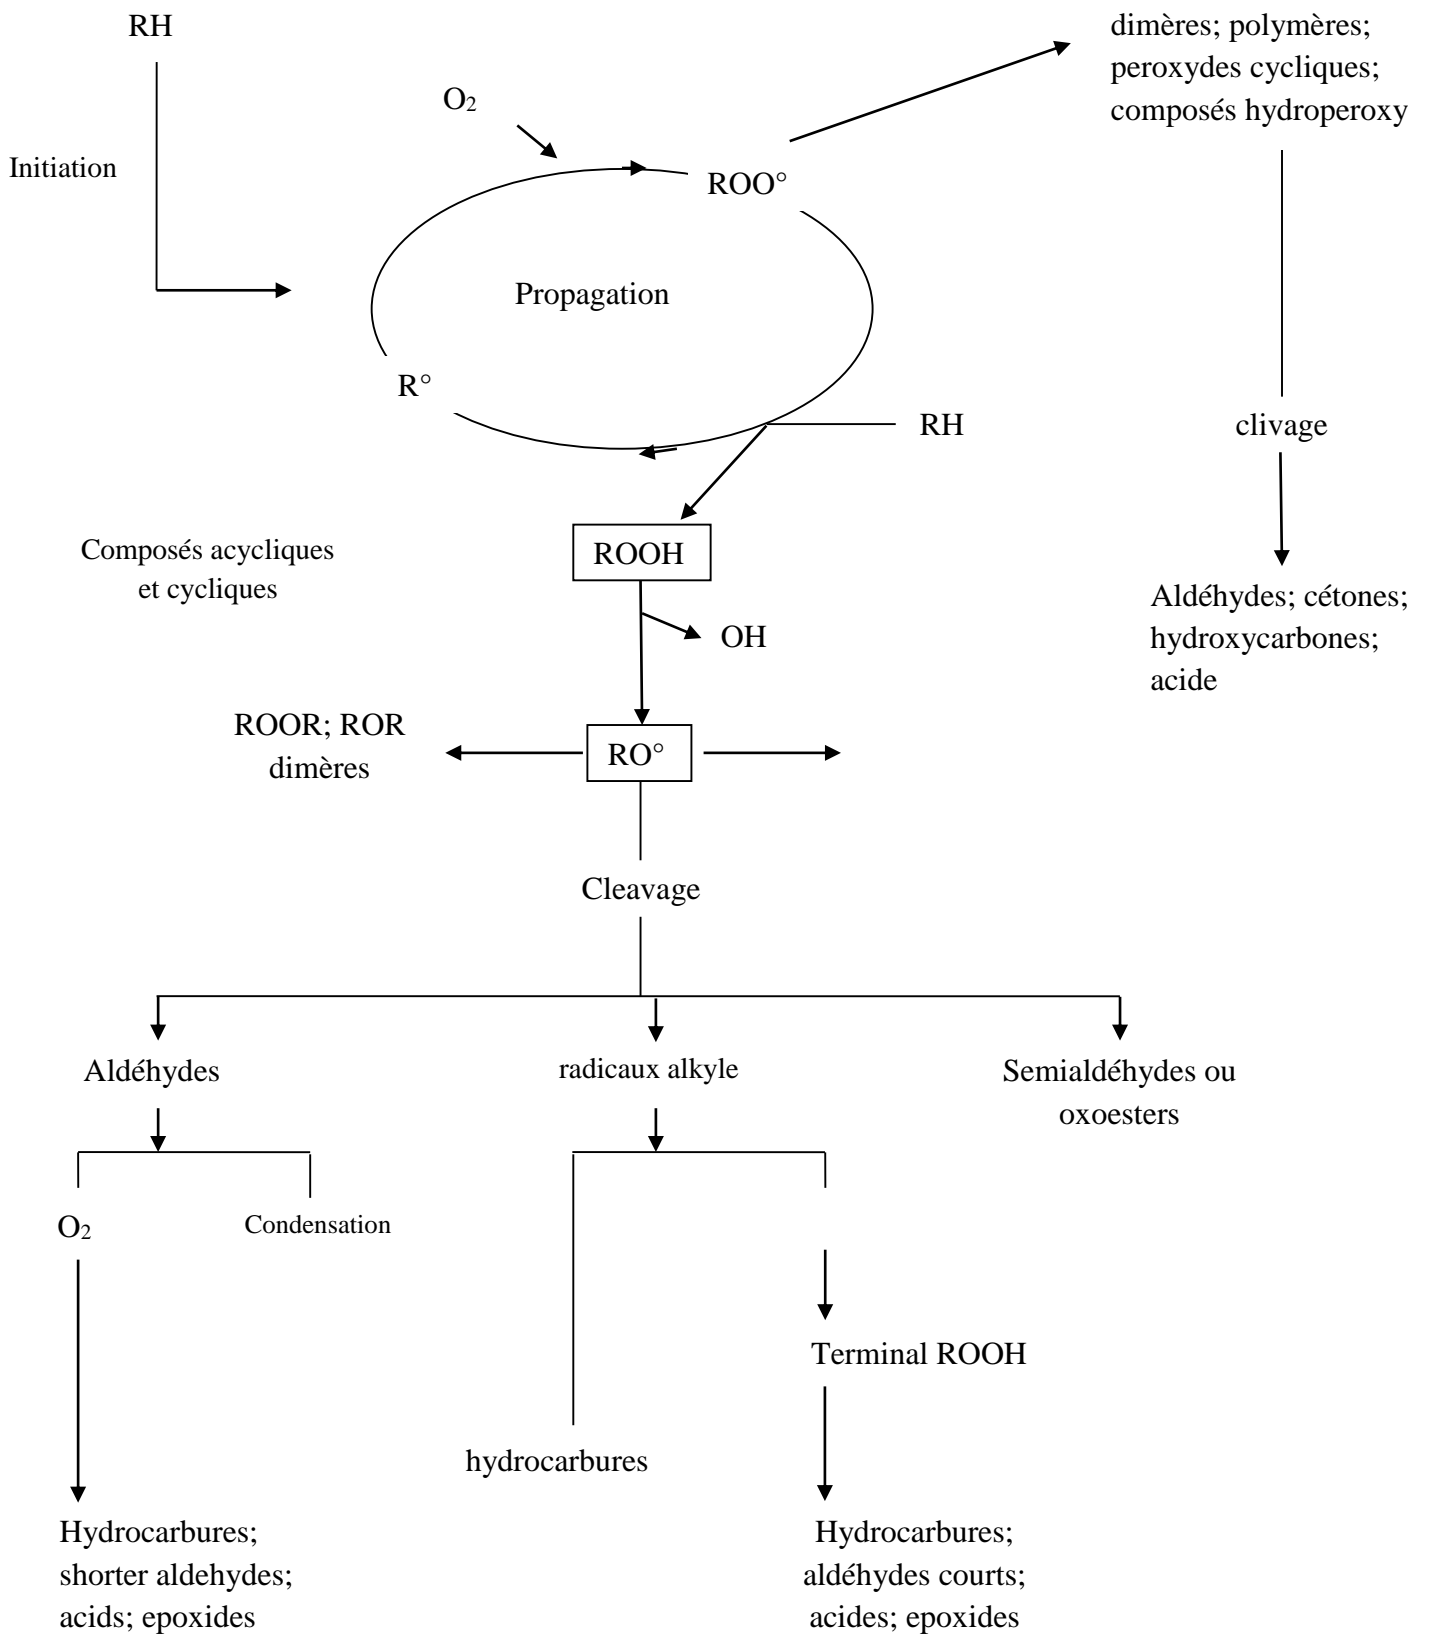 RH
dimères; polymères;
peroxydes cycliques;
composés hydroperoxy
O₂
Initiation
ROO°
Propagation
R°
RH
clivage
Composés acycliques
et cycliques
ROOH
Aldéhydes; cétones;
hydroxycarbones;
acide
OH
ROOR; ROR
dimères
RO°
Cleavage
Aldéhydes
radicaux alkyle
Semialdéhydes ou
oxoesters
O₂
Condensation
Terminal ROOH
hydrocarbures
Hydrocarbures;
shorter aldehydes;
acids; epoxides
Hydrocarbures;
aldéhydes courts;
acides; epoxides